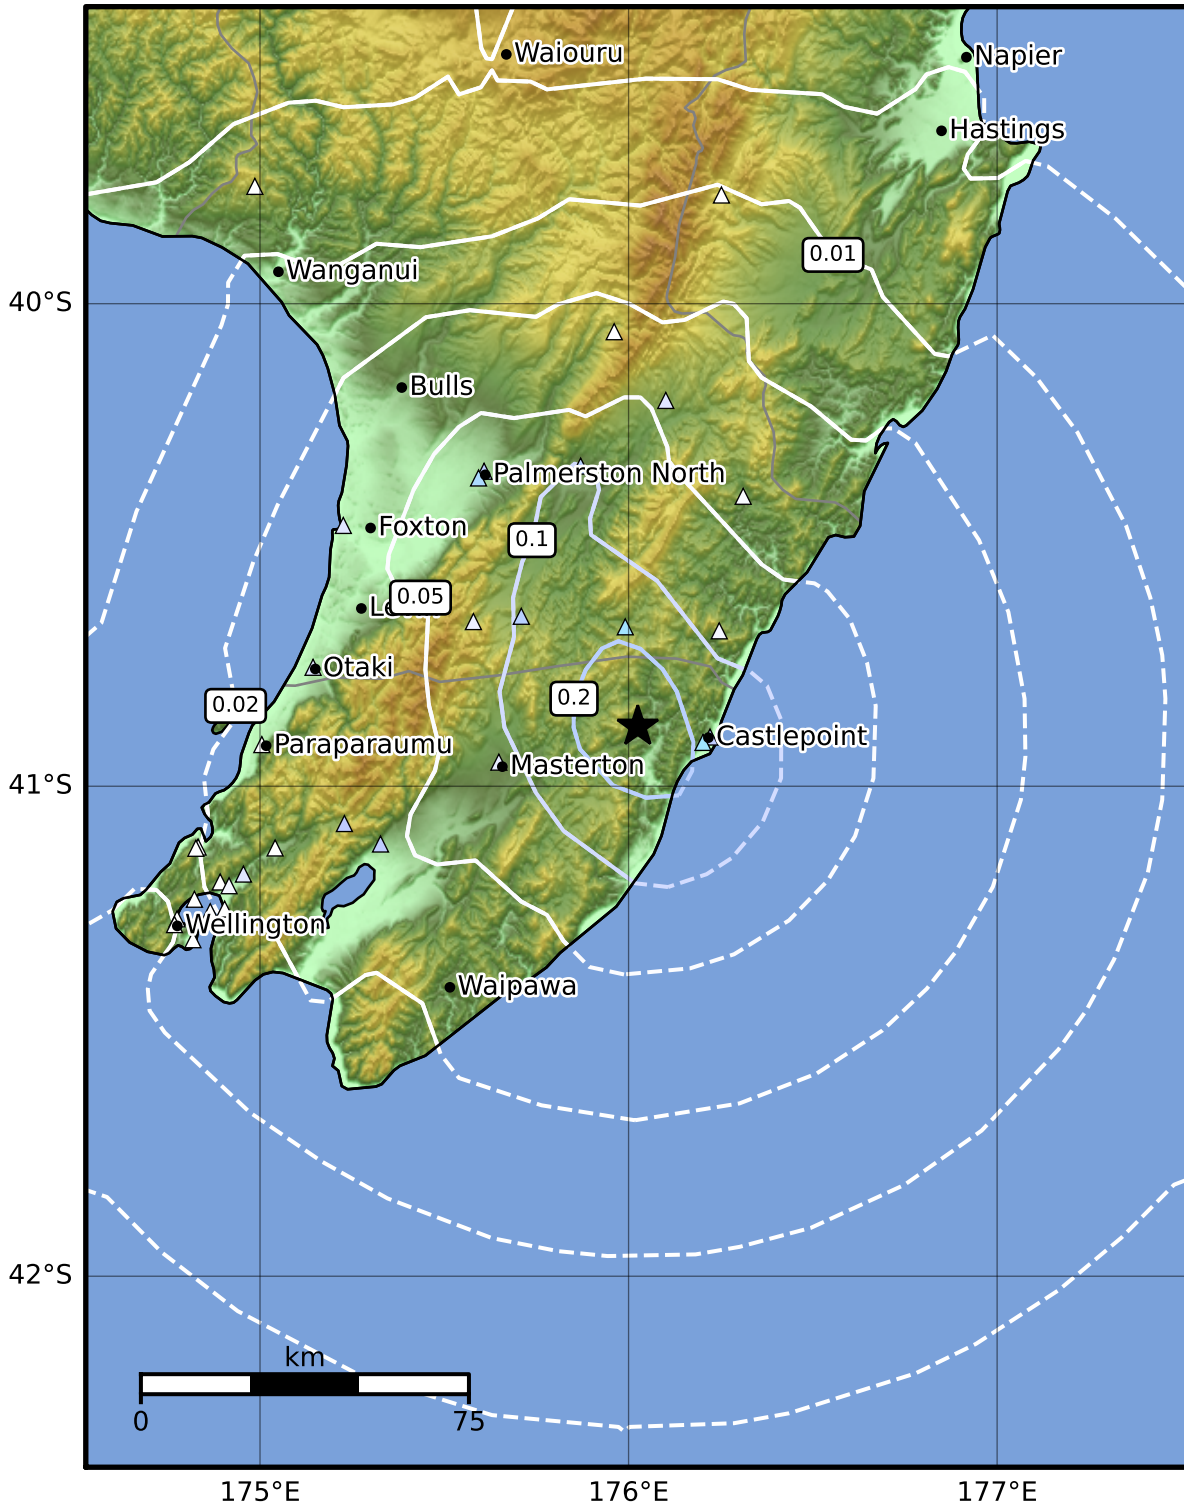 Waiouru
Napier
Hastings
0.01
Wanganui
40°S
Bulls
Palmerston North
Foxton
0.1
0.05
Otaki
0.2
0.02
Paraparaumu
Castlepoint
Masterton
41°S
Wellington
Waipawa
42°S
km
0
75
175°E
176°E
177°E